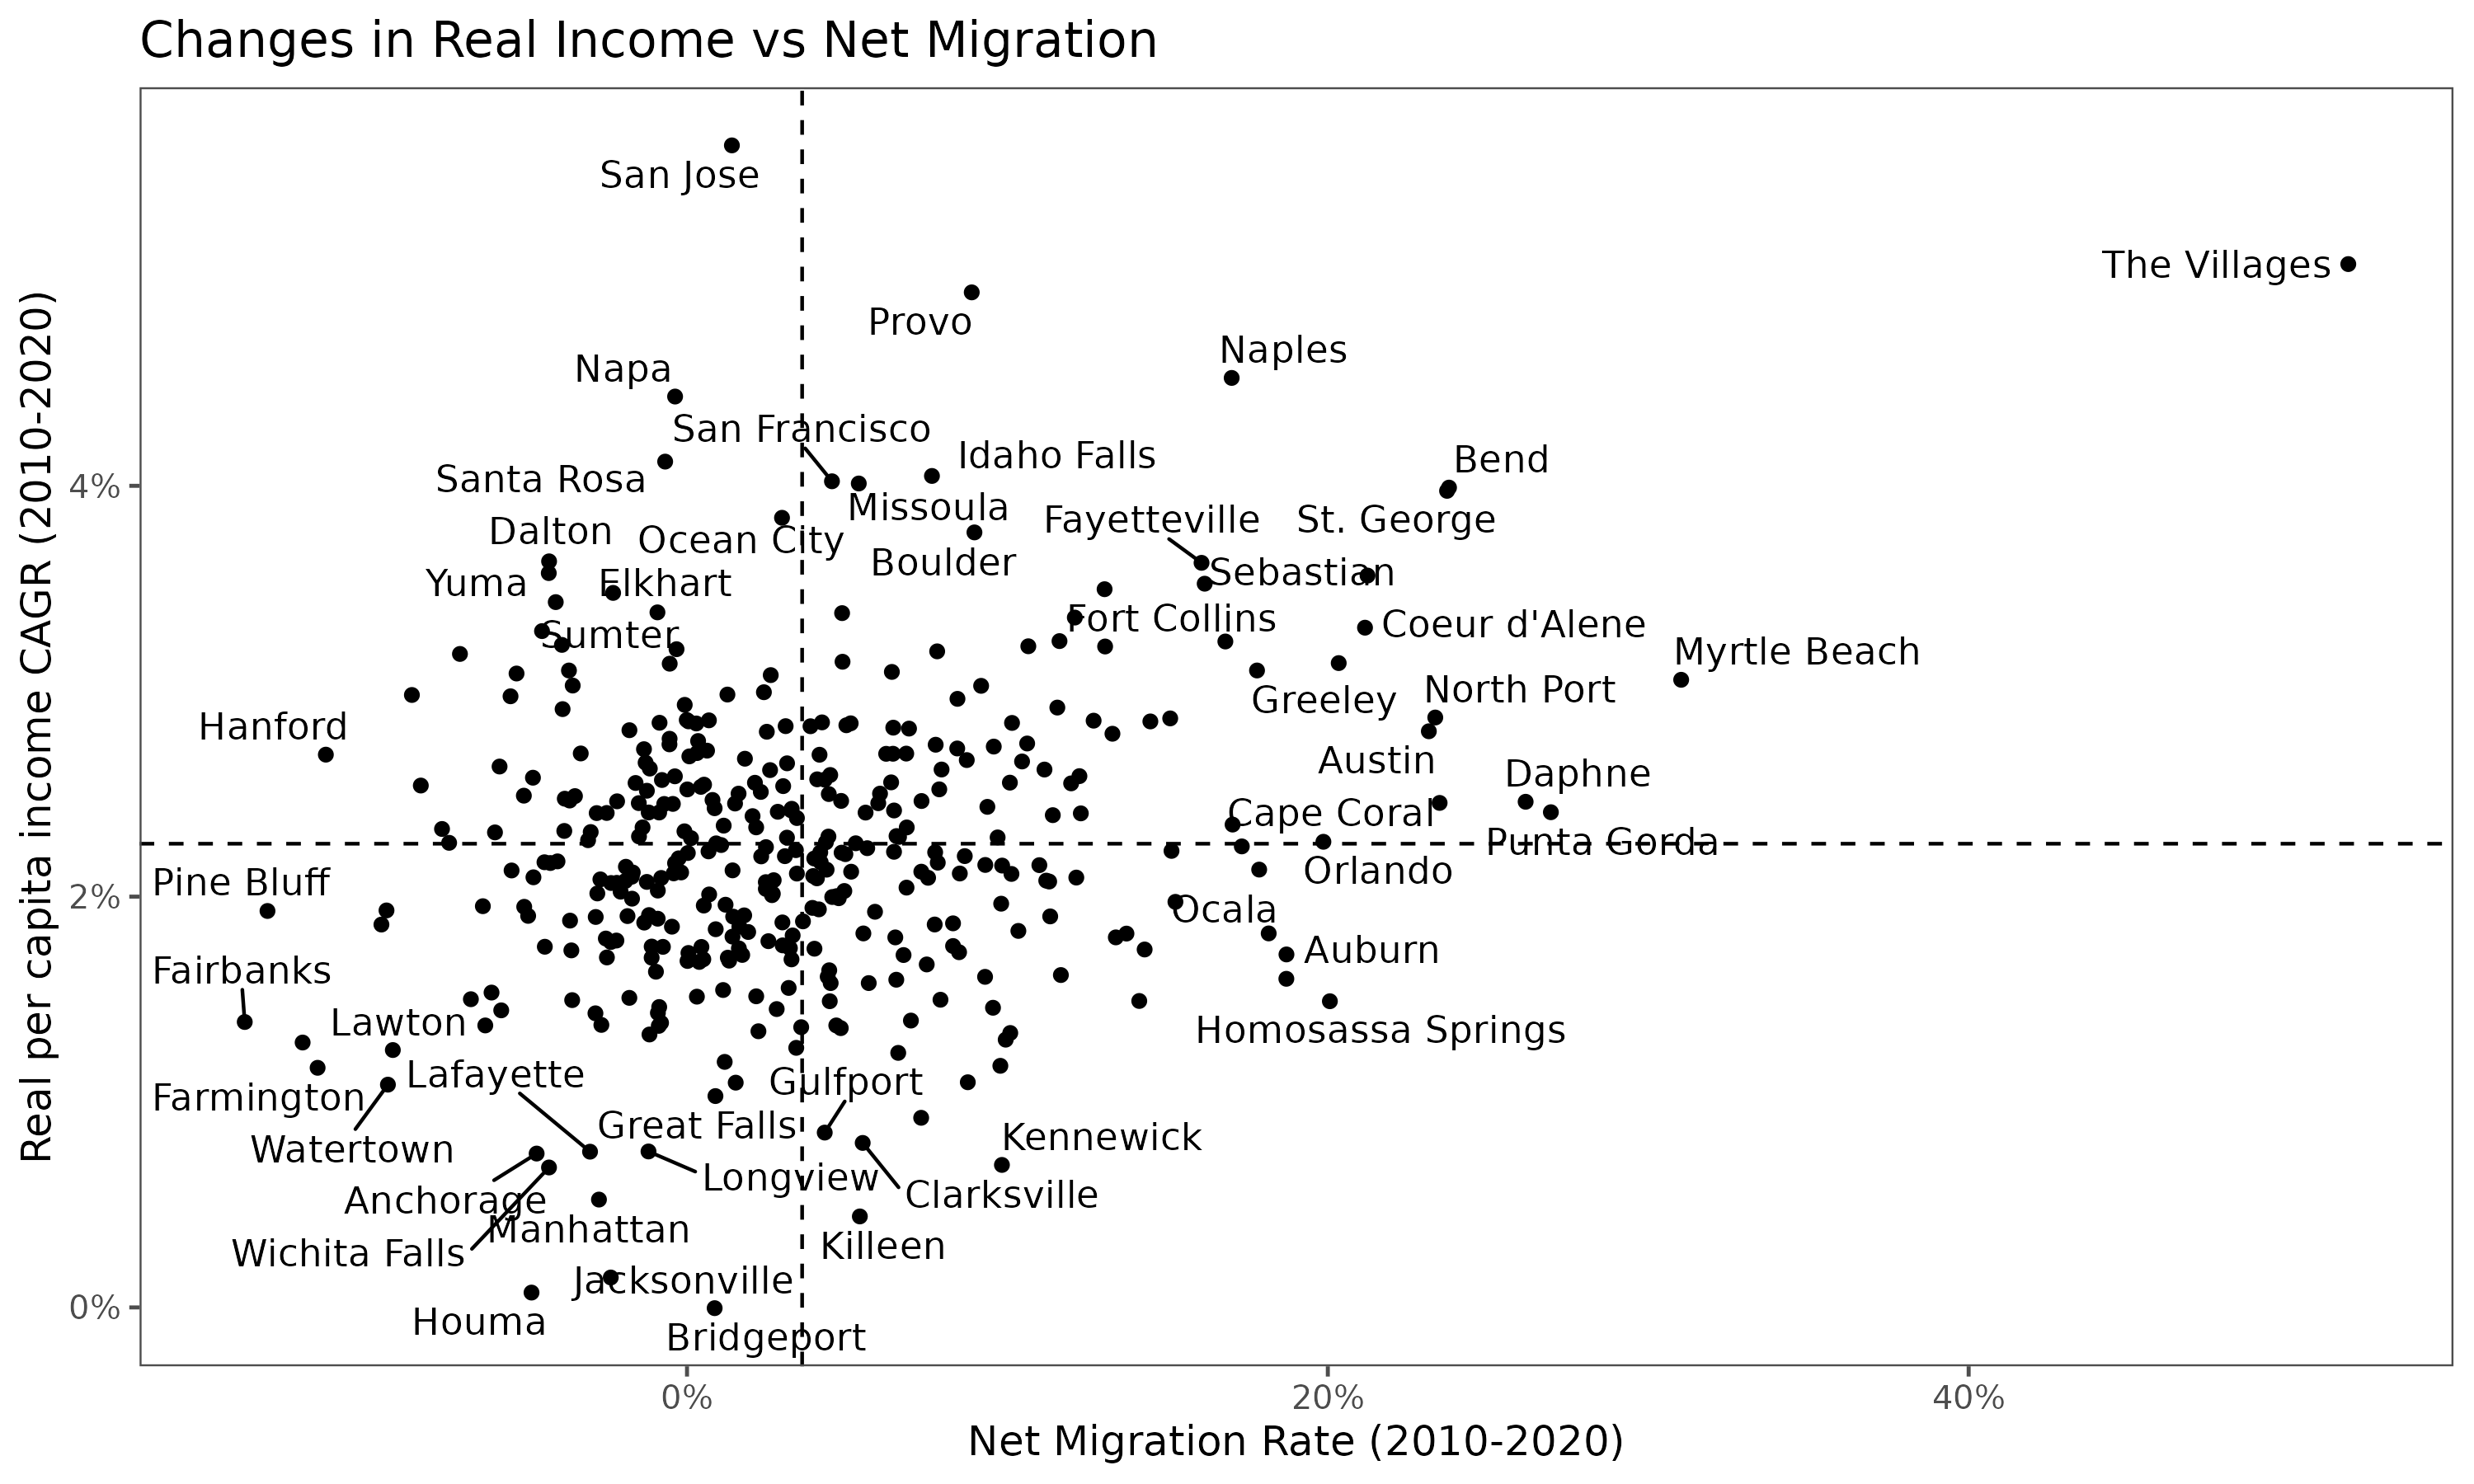 Changes in Real Income vs Net Migration
San Jose
The Villages
Provo
Naples
Napa
San Francisco
Idaho Falls
Bend
Santa Rosa
4%
Missoula
Fayetteville
St. George
Dalton
Ocean City
Boulder
Sebastian
Yuma
Elkhart
Fort Collins
Coeur d'Alene
Sumter
Myrtle Beach
North Port
Greeley
Hanford
Austin
Daphne
Cape Coral
Punta Gorda
Orlando
Pine Bluff
2%
Ocala
Auburn
Fairbanks
Lawton
Homosassa Springs
Lafayette
Gulfport
Farmington
Great Falls
Kennewick
Watertown
Longview
Clarksville
Anchorage
Manhattan
Killeen
Wichita Falls
Jacksonville
0%
Houma
Bridgeport
0%
20%
40%
Net Migration Rate (2010-2020)
Real per capita income CAGR (2010-2020)